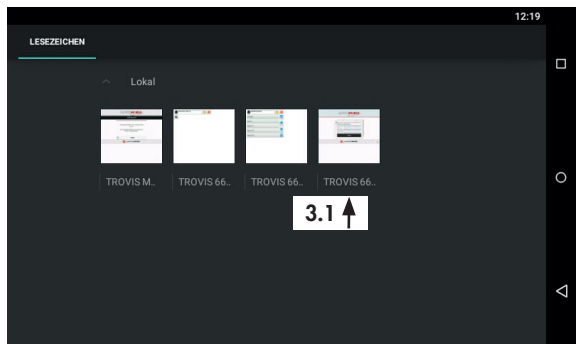 12:19
LESEZEICHEN
Lokal
TROVIS M..
TROVIS 66..
TROVIS 66..
TROVIS 66..
3.1